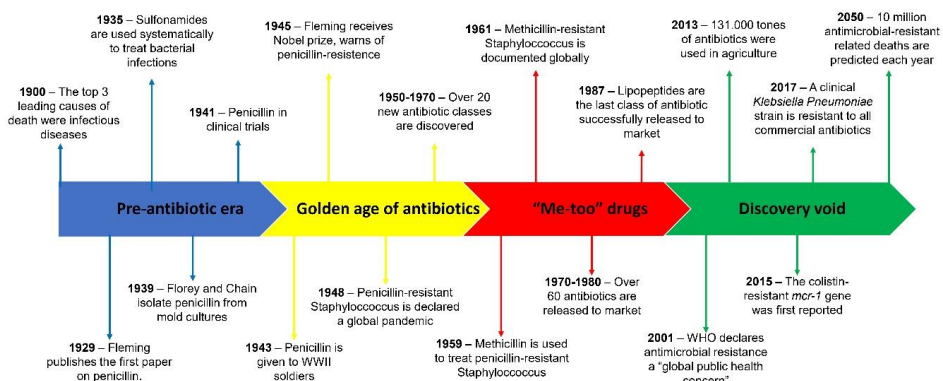 1900 – The top 3
leading causes of
death were infectious
diseases
1935 – Sulfonamides
are used systematically
to treat bacterial
infections
1941 – Penicillin in
clinical trials
1945 – Fleming receives
Nobel prize, warns of
penicillin-resistence
1950-1970 – Over 20
new antibiotic classes
are discovered
1961 – Methicillin-resistant
Staphyloccoccus is
documented globally
1987 – Lipopeptides are
the last class of antibiotic
successfully released to
market
2013 – 131.000 tones
of antibiotics were
used in agriculture
2017 – A clinical
Klebsiella Pneumoniae
strain is resistant to all
commercial antibiotics
2050 – 10 million
antimicrobial-resistant
related deaths are
predicted each year
Pre-antibiotic era
Golden age of antibiotics
“Me-too” drugs
Discovery void
1929 – Fleming
publishes the first paper
on penicillin.
1939 – Florey and Chain
isolate penicillin from
mold cultures
1943 – Penicillin is
given to WWII
soldiers
1948 – Penicillin-resistant
Staphyloccoccus is declared
a global pandemic
1959 – Methicillin is used
to treat penicillin-resistant
Staphyloccoccus
1970-1980 – Over
60 antibiotics are
released to market
2001 – WHO declares
antimicrobial resistance
a “global public health
concern”
2015 – The colistin-
resistant mcr-1 gene
was first reported